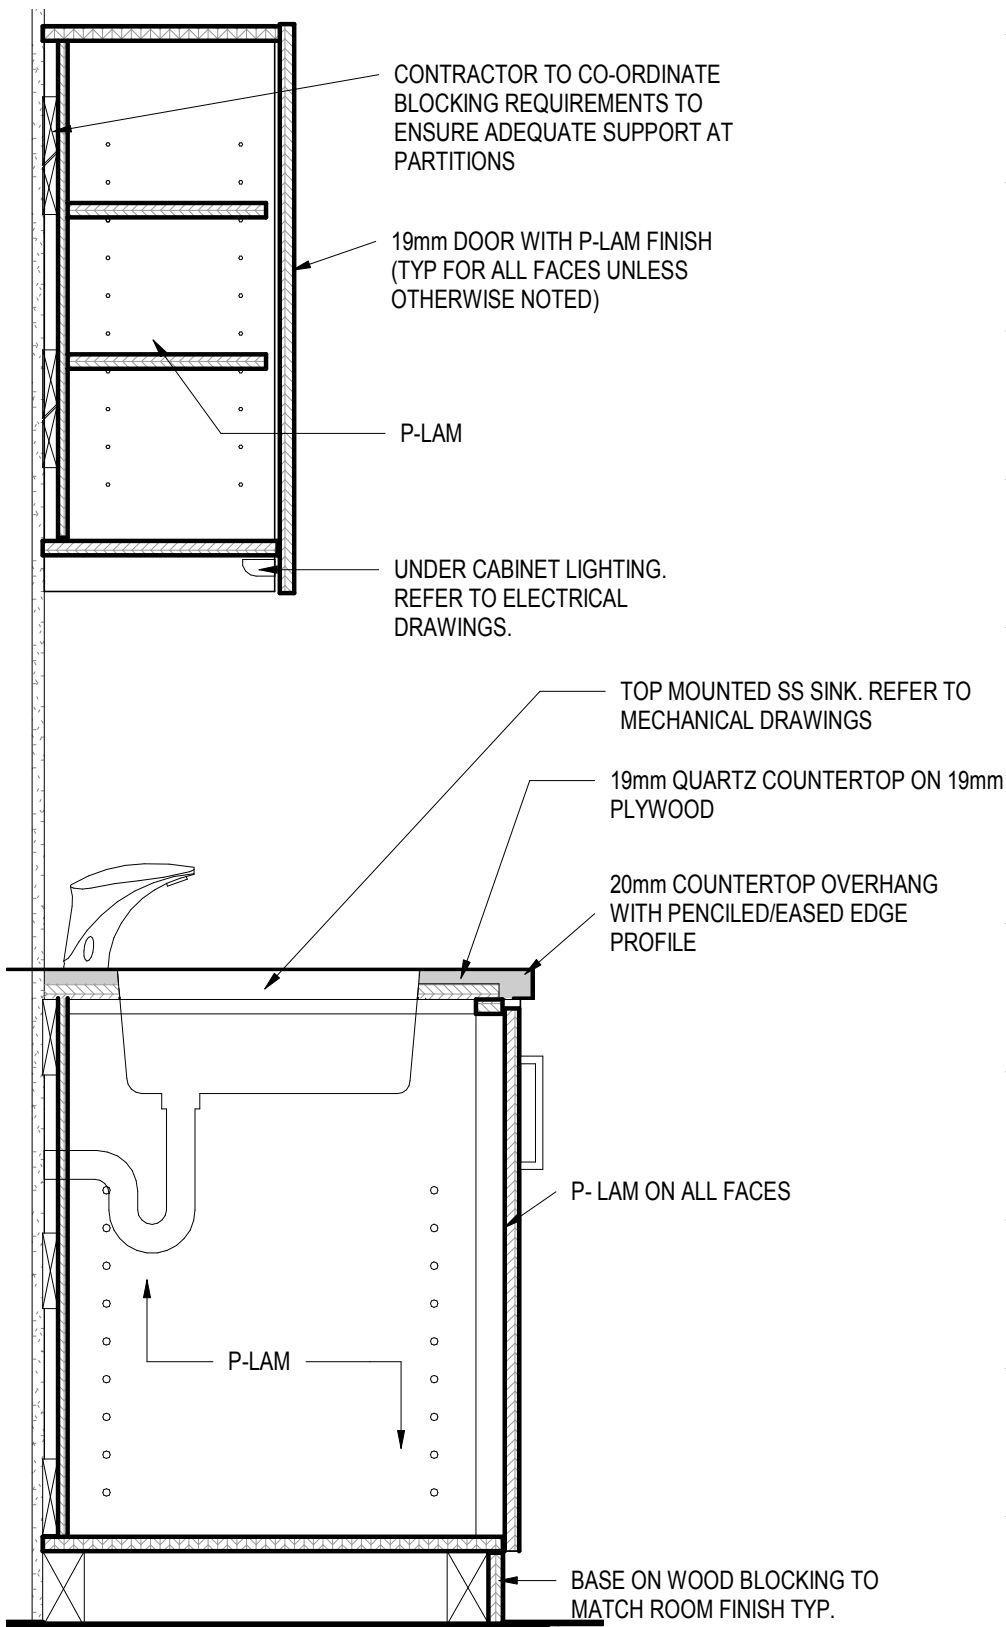 CONTRACTOR TO CO-ORDINATE
BLOCKING REQUIREMENTS TO
ENSURE ADEQUATE SUPPORT AT
PARTITIONS
19mm DOOR WITH P-LAM FINISH
(TYP FOR ALL FACES UNLESS
OTHERWISE NOTED)
P-LAM
UNDER CABINET LIGHTING.
REFER TO ELECTRICAL
DRAWINGS.
TOP MOUNTED SS SINK. REFER TO
MECHANICAL DRAWINGS
19mm QUARTZ COUNTERTOP ON 19mm
PLYWOOD
20mm COUNTERTOP OVERHANG
WITH PENCILED/EASED EDGE
PROFILE
P- LAM ON ALL FACES
P-LAM
BASE ON WOOD BLOCKING TO
MATCH ROOM FINISH TYP.